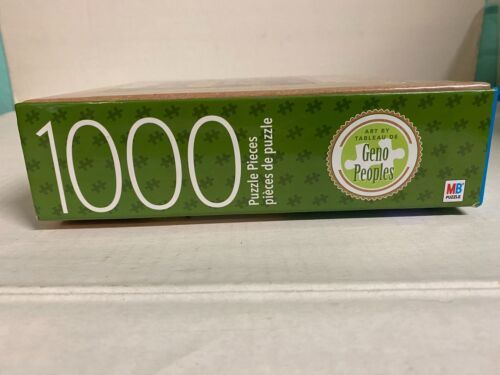 1000
Puzzle Pieces
pièces de puzzle
ART BY
TABLEAU DE
Geno
Peoples
MB
PUZZLE